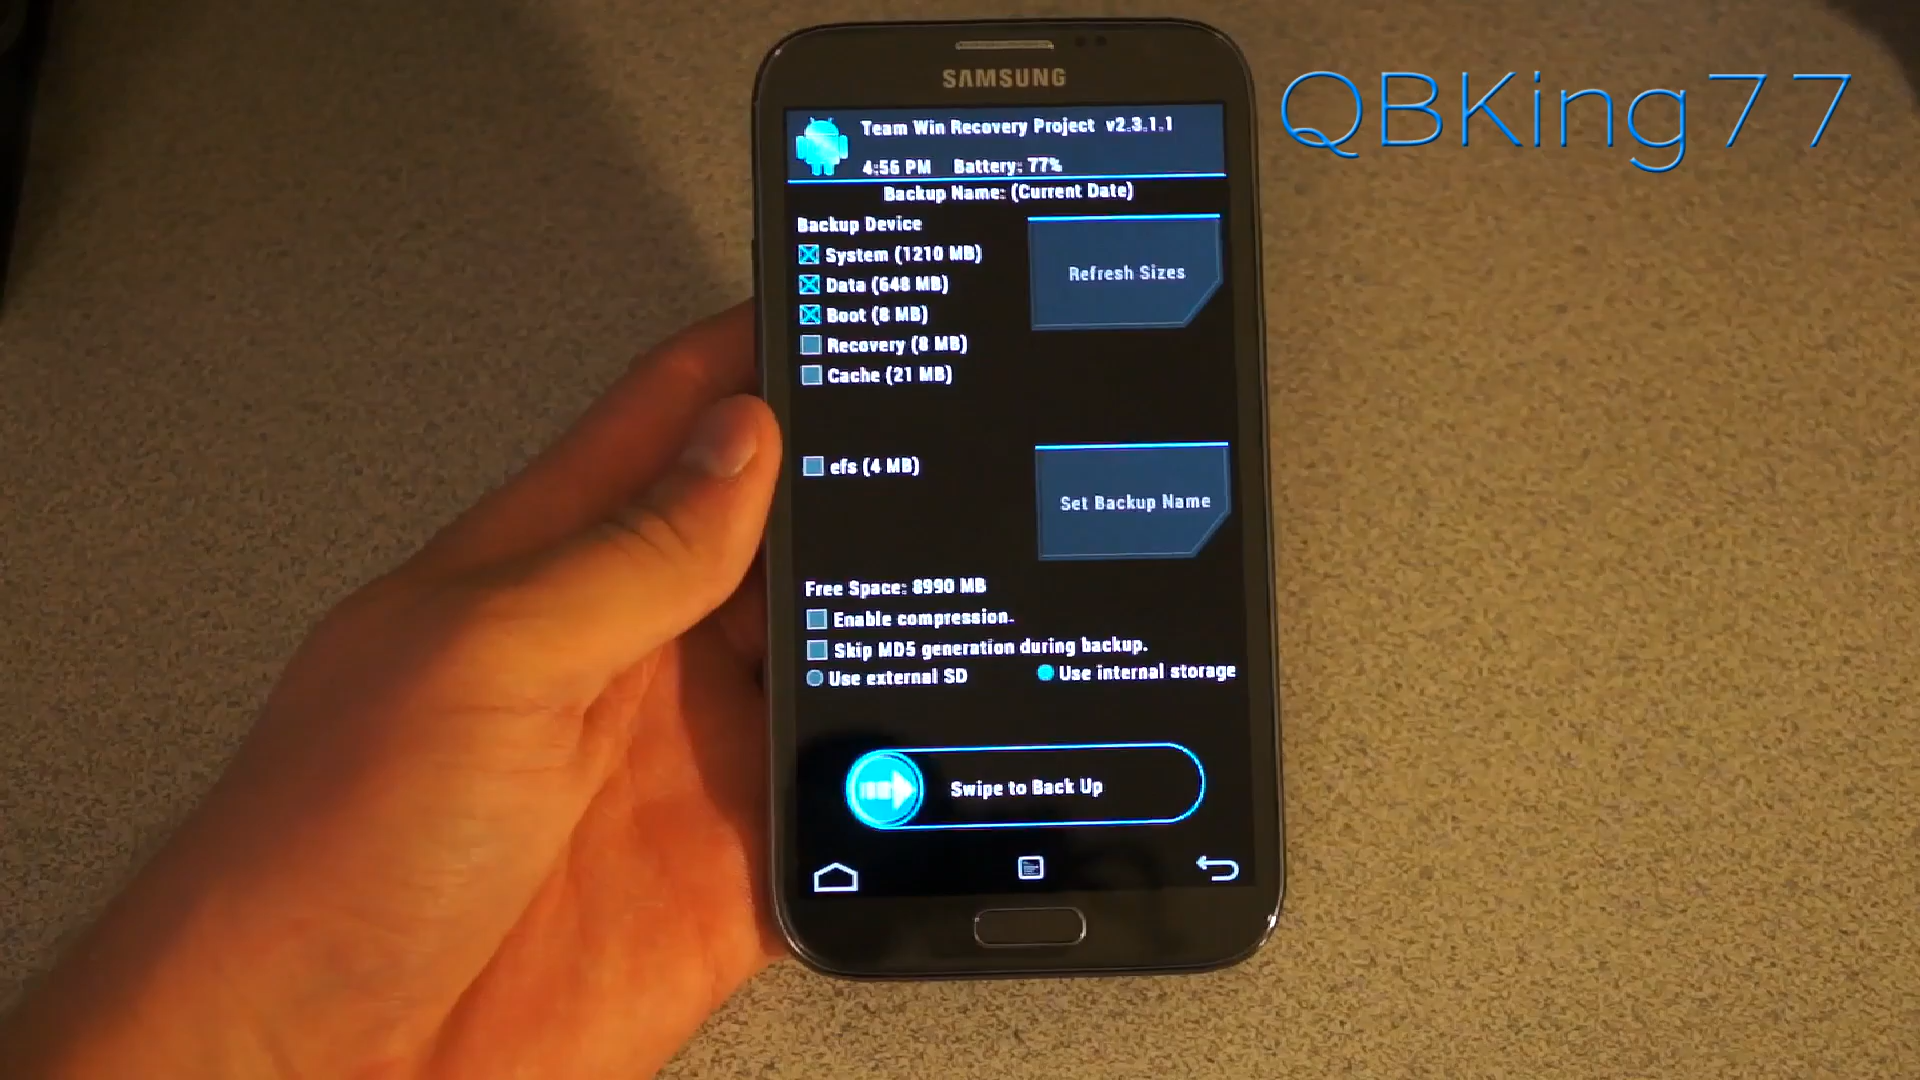 QBKing77
SAMSUNG
Team Win Recovery Project v2.3.1.1
4:56 PM Battery: 77%
Backup Name: (Current Date)
Backup Device
System (1210 MB)
Data (648 MB)
Boot (8 MB)
Recovery (8 MB)
Cache (21 MB)
Refresh Sizes
efs (4 MB)
Set Backup Name
Free Space: 8990 MB
Enable compression.
Skip MD5 generation during backup.
Use external SD Use internal storage
Swipe to Back Up